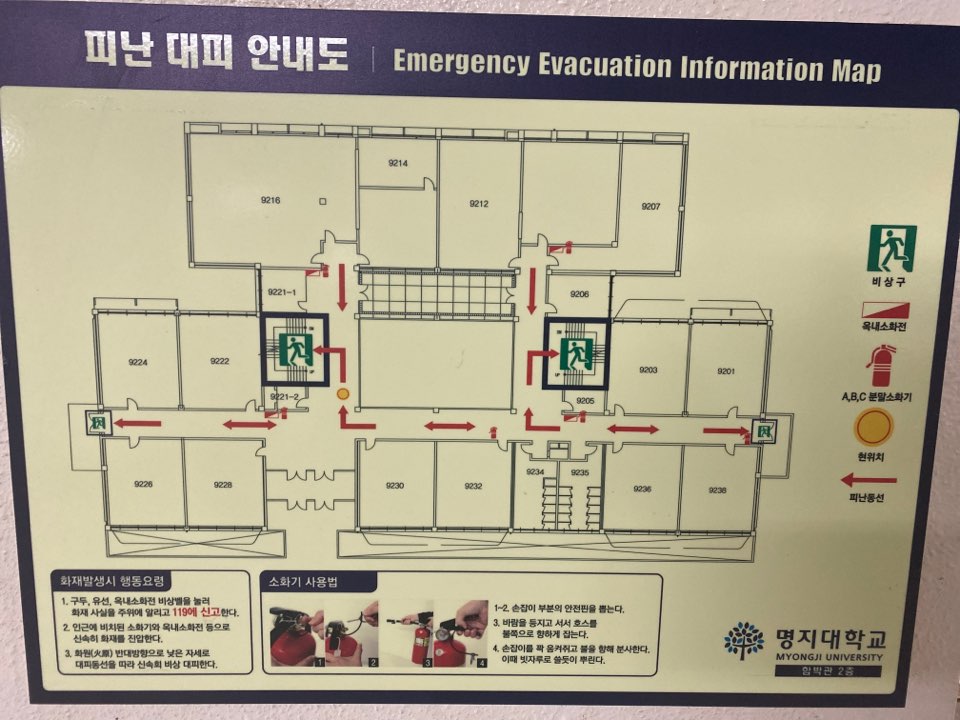 피난 대피 안내도
Emergency Evacuation Information Map
9216
9214
9212
9207
9221-1
9206
9224
9222
9203
9201
9221-2
9205
9226
9228
9230
9232
9234
9235
9236
9238
비상구
옥내소화전
A,B,C 분말소화기
현위치
피난동선
화재발생시 행동요령
1. 구두, 유선, 옥내소화전 비상밸을 눌러
화재 사실을 주위에 알리고 119에 신고한다.
2. 인근에 비치된 소화기와 옥내소화전 등으로
신속히 화재를 진압한다.
3. 화원(火原) 반대방향으로 낮은 자세로
대피동선을 따라 신속희 비상 대피한다.
소화기 사용법
1
2
3
4
1~2. 손잡이 부분의 안전핀을 뽑는다.
3. 바람을 등지고 서서 호스를
불쪽으로 향하게 잡는다.
4. 손잡이를 꽉 움켜쥐고 불을 향해 분사한다.
이때 빗자루로 쓸듯이 뿌린다.
명지대학교
MYONGJI UNIVERSITY
함박관 2층